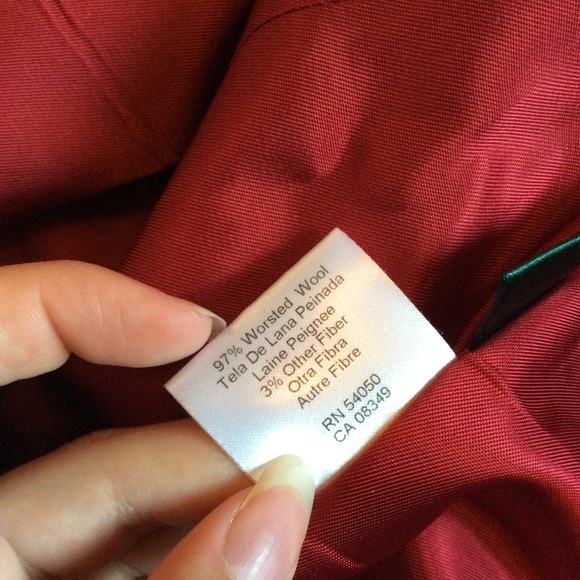 97% Worsted Wool
Tela De Lana Peinada
Laine Peignee
3% Other Fiber
Otra Fibra
Autre Fibre
RN 54050
CA 08349